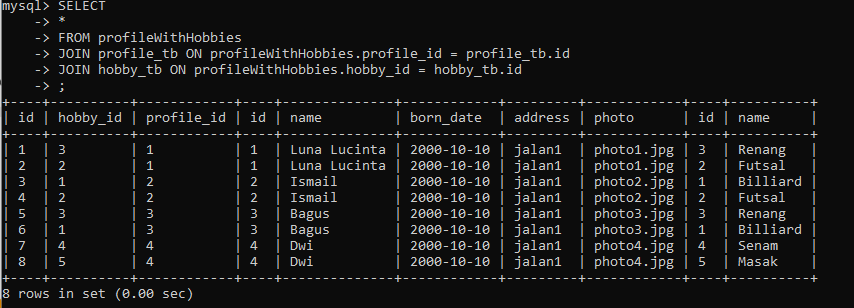 mysql> SELECT
    -> *
    -> FROM profileWithHobbies
    -> JOIN profile_tb ON profileWithHobbies.profile_id = profile_tb.id
    -> JOIN hobby_tb ON profileWithHobbies.hobby_id = hobby_tb.id
    -> ;
+----+----------+------------+----+--------------+------------+---------+------------+----+----------+
| id | hobby_id | profile_id | id | name         | born_date  | address | photo      | id | name     |
+----+----------+------------+----+--------------+------------+---------+------------+----+----------+
| 1  | 3        | 1          | 1  | Luna Lucinta | 2000-10-10 | jalan1  | photo1.jpg | 3  | Renang   |
| 2  | 2        | 1          | 1  | Luna Lucinta | 2000-10-10 | jalan1  | photo1.jpg | 2  | Futsal   |
| 3  | 1        | 2          | 2  | Ismail       | 2000-10-10 | jalan1  | photo2.jpg | 1  | Billiard |
| 4  | 2        | 2          | 2  | Ismail       | 2000-10-10 | jalan1  | photo2.jpg | 2  | Futsal   |
| 5  | 3        | 3          | 3  | Bagus        | 2000-10-10 | jalan1  | photo3.jpg | 3  | Renang   |
| 6  | 1        | 3          | 3  | Bagus        | 2000-10-10 | jalan1  | photo3.jpg | 1  | Billiard |
| 7  | 4        | 4          | 4  | Dwi          | 2000-10-10 | jalan1  | photo4.jpg | 4  | Senam    |
| 8  | 5        | 4          | 4  | Dwi          | 2000-10-10 | jalan1  | photo4.jpg | 5  | Masak    |
+----+----------+------------+----+--------------+------------+---------+------------+----+----------+
8 rows in set (0.00 sec)